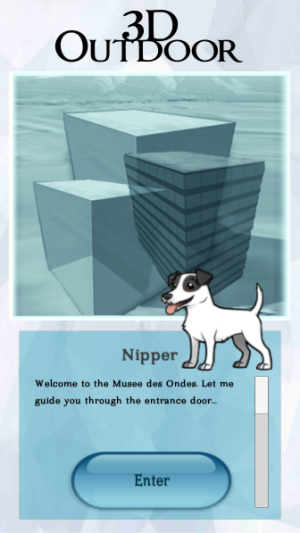 3D
Outdoor
Nipper
Welcome to the Musee des Ondes. Let me
guide you through the entrance door...
Enter